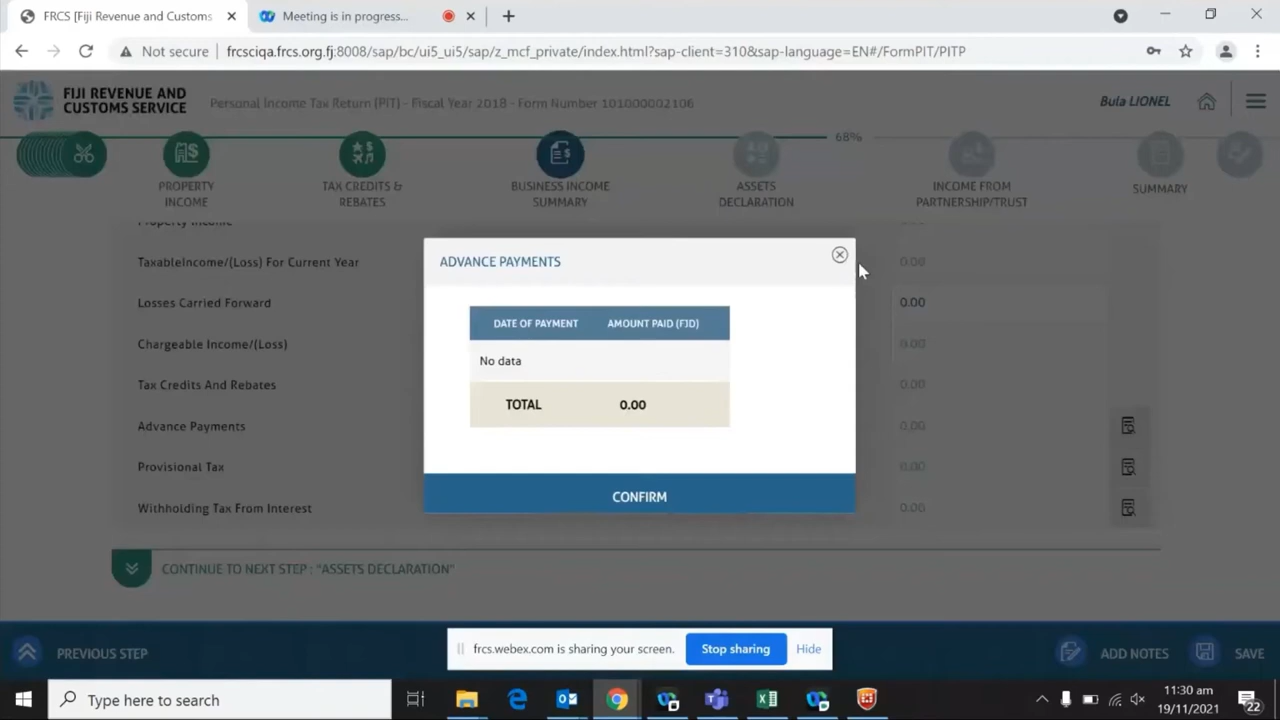 FRCS [Fiji Revenue and Customs
Meeting is in progress...
Not secure
frcsciqa.frcs.org.fj:8008/sap/bc/ui5_ui5/sap/z_mcf_private/index.html?sap-client=310&sap-language=EN#/FormPIT/PITP
FIJI REVENUE AND
CUSTOMS SERVICE
Personal Income Tax Return (PIT) - Fiscal Year 2018 - Form Number 101000002106
Bula LIONEL
68%
PROPERTY
INCOME
TAX CREDITS &
REBATES
BUSINESS INCOME
SUMMARY
ASSETS
DECLARATION
INCOME FROM
PARTNERSHIP/TRUST
SUMMARY
Property Income
0.00
TaxableIncome/(Loss) For Current Year
0.00
Losses Carried Forward
0.00
Chargeable Income/(Loss)
0.00
Tax Credits And Rebates
0.00
Advance Payments
0.00
Provisional Tax
0.00
Withholding Tax From Interest
0.00
ADVANCE PAYMENTS
DATE OF PAYMENT AMOUNT PAID (FJD)
No data
TOTAL 0.00
CONFIRM
CONTINUE TO NEXT STEP : "ASSETS DECLARATION"
PREVIOUS STEP
frcs.webex.com is sharing your screen.
Stop sharing
Hide
ADD NOTES
SAVE
Type here to search
11:30 am
19/11/2021
22